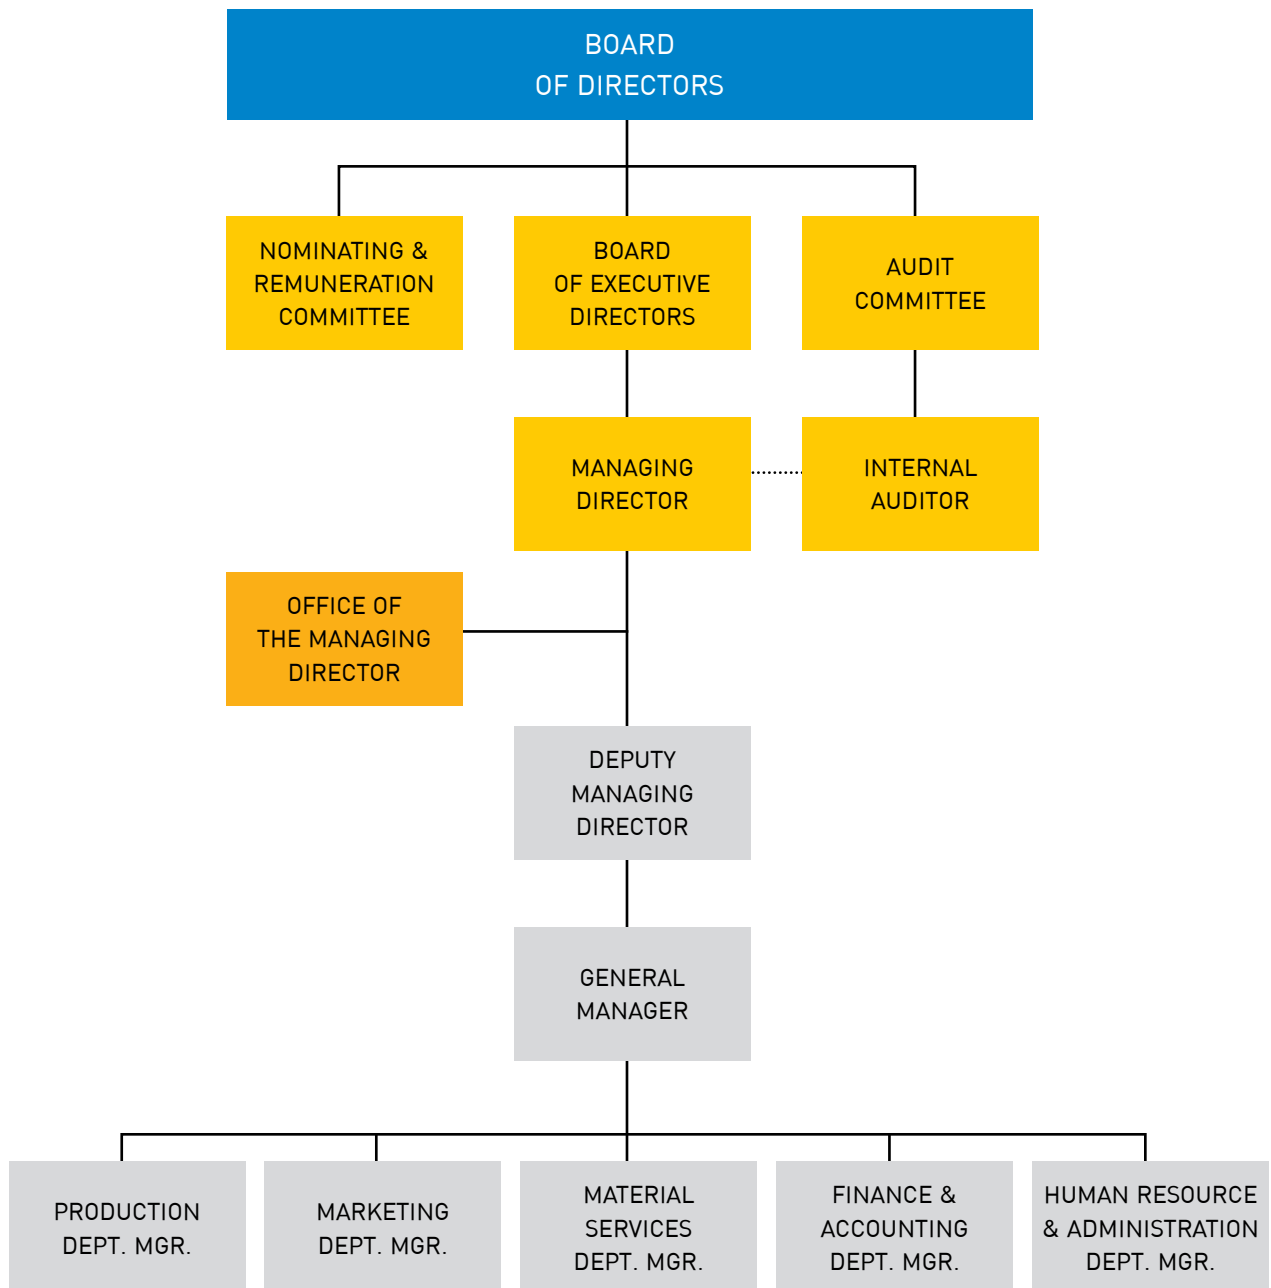 BOARD
OF DIRECTORS
NOMINATING &
REMUNERATION
COMMITTEE
BOARD
OF EXECUTIVE
DIRECTORS
AUDIT
COMMITTEE
MANAGING
DIRECTOR
INTERNAL
AUDITOR
OFFICE OF
THE MANAGING
DIRECTOR
DEPUTY
MANAGING
DIRECTOR
GENERAL
MANAGER
PRODUCTION
DEPT. MGR.
MARKETING
DEPT. MGR.
MATERIAL
SERVICES
DEPT. MGR.
FINANCE &
ACCOUNTING
DEPT. MGR.
HUMAN RESOURCE
& ADMINISTRATION
DEPT. MGR.